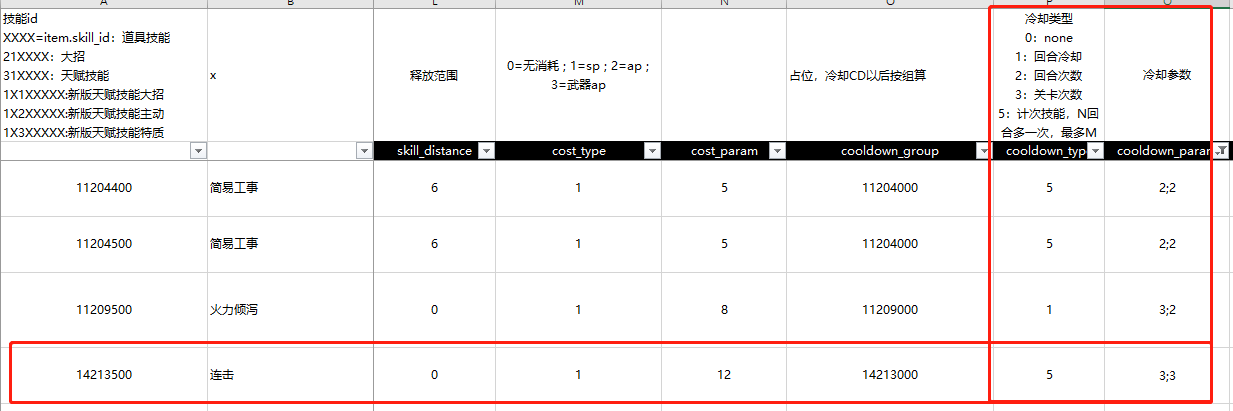 A B L M N O P Q
技能id
XXXX=item.skill_id：道具技能
21XXXX：大招
31XXXX：天赋技能
1X1XXXXX:新版天赋技能大招
1X2XXXXX:新版天赋技能主动
1X3XXXXX:新版天赋技能特质
x
释放范围
0=无消耗；1=sp；2=ap；
3=武器ap
占位，冷却CD以后按组算
冷却类型
0：none
1：回合冷却
2：回合次数
3：关卡次数
5：计次技能，N回
合多一次，最多M
冷却参数
skill_distance cost_type cost_param cooldown_group cooldown_typ cooldown_param
11204400 简易工事 6 1 5 11204000 5 2;2
11204500 简易工事 6 1 5 11204000 5 2;2
11209500 火力倾泻 0 1 8 11209000 1 3;2
14213500 连击 0 1 12 14213000 5 3;3